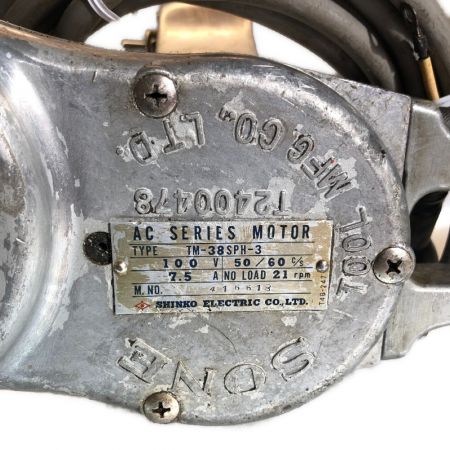 SONE TOOL MFG. CO., LTD.
T2400478
AC SERIES MOTOR
TYPE TM-38SPH-3
100 V 50/60 c/s
7.5 A NO LOAD 21 rpm
M. NO. 
SHINKO ELECTRIC CO., LTD.